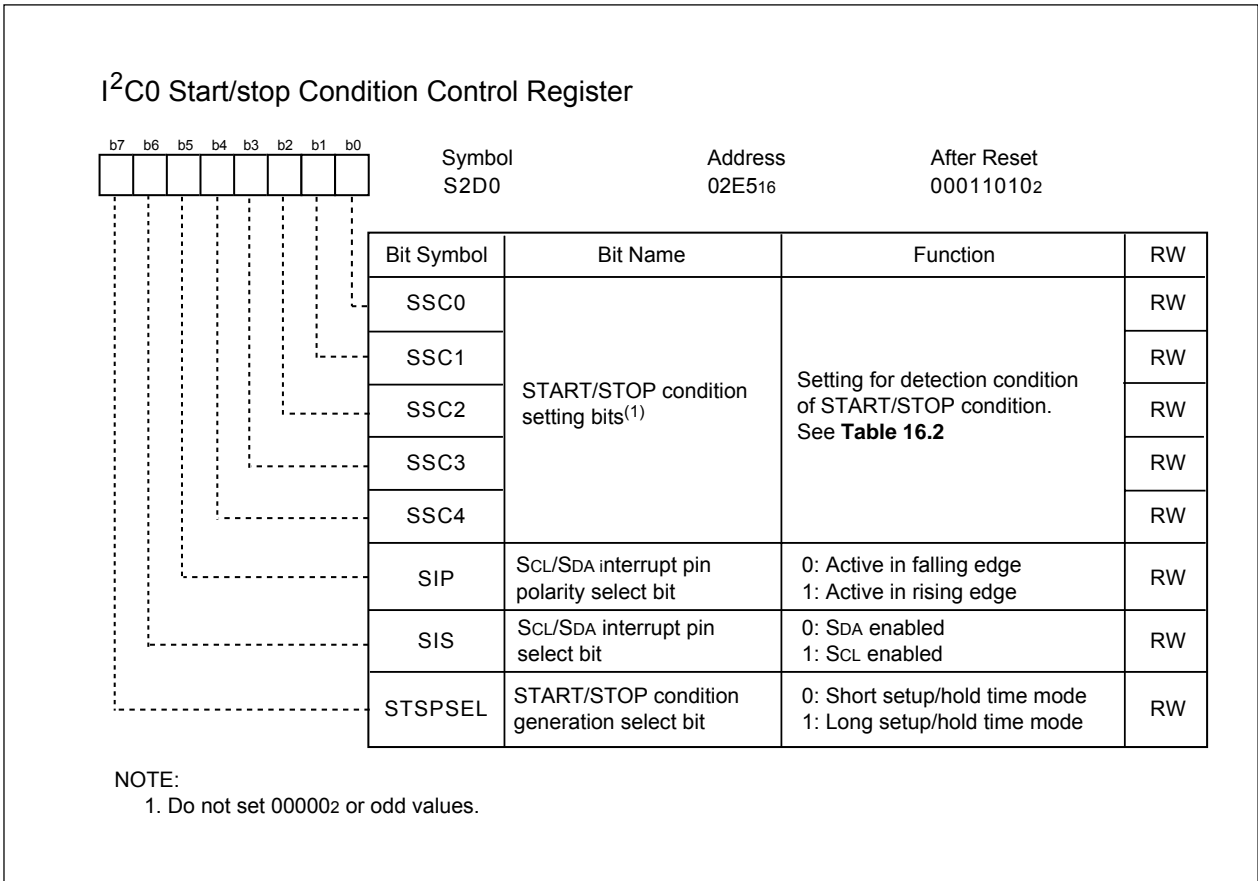 I2C0 Start/stop Condition Control Register
b7 b6 b5 b4 b3 b2 b1 b0
Symbol Address After Reset
S2D0 02E516 000110102
Bit Symbol Bit Name Function RW
SSC0 RW
SSC1 RW
START/STOP condition
setting bits(1)
Setting for detection condition
of START/STOP condition.
See Table 16.2
SSC2 RW
SSC3 RW
SSC4 RW
SIP
SCL/SDA interrupt pin
polarity select bit
0: Active in falling edge
1: Active in rising edge
RW
SIS
SCL/SDA interrupt pin
select bit
0: SDA enabled
1: SCL enabled
RW
STSPSEL
START/STOP condition
generation select bit
0: Short setup/hold time mode
1: Long setup/hold time mode
RW
NOTE:
1. Do not set 000002 or odd values.